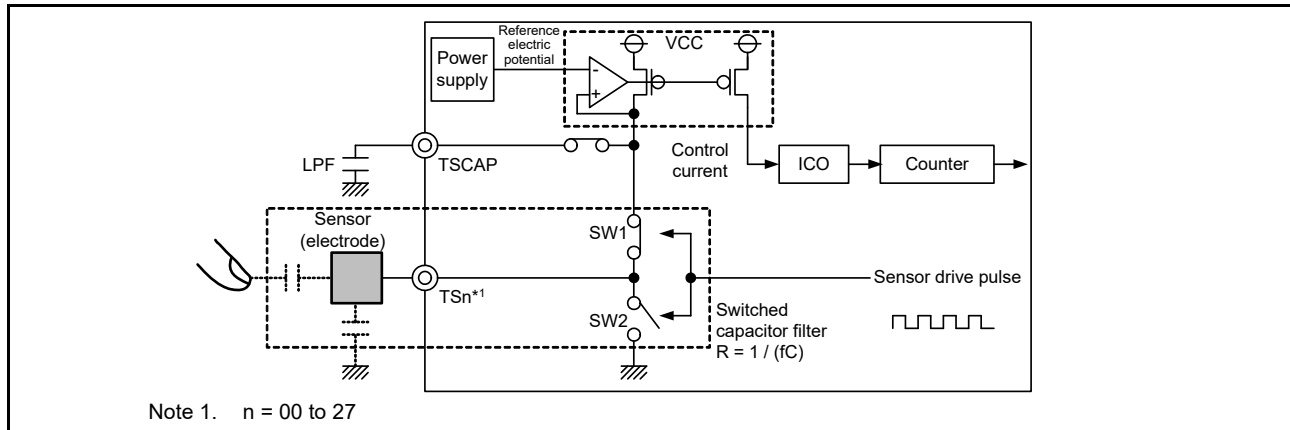 Reference
electric
potential
VCC
Power
supply
-
+
LPF
TSCAP
Control
current
ICO
Counter
Sensor
(electrode)
SW1
TSn*1
Sensor drive pulse
SW2
Switched
capacitor filter
R = 1 / (fC)
Note 1. n = 00 to 27